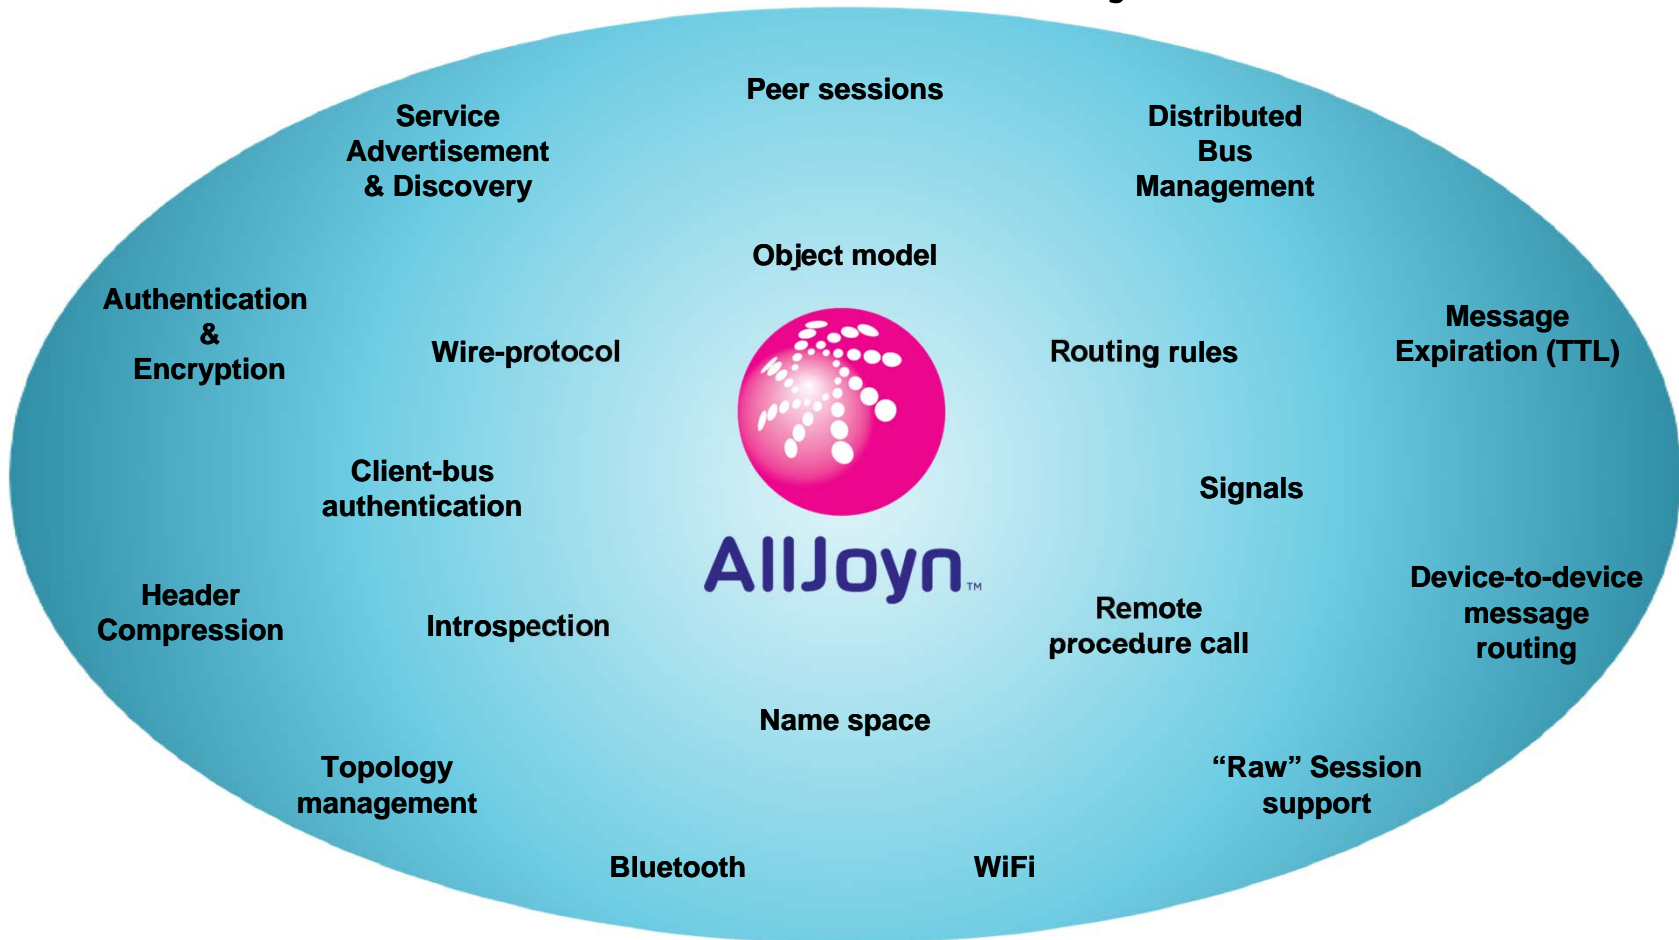 Peer sessions
Service
Advertisement
& Discovery
Distributed
Bus
Management
Object model
Authentication
&
Encryption
Wire-protocol
Routing rules
Message
Expiration (TTL)
Client-bus
authentication
Signals
AllJoyn™
Header
Compression
Introspection
Remote
procedure call
Device-to-device
message
routing
Name space
Topology
management
“Raw” Session
support
Bluetooth
WiFi